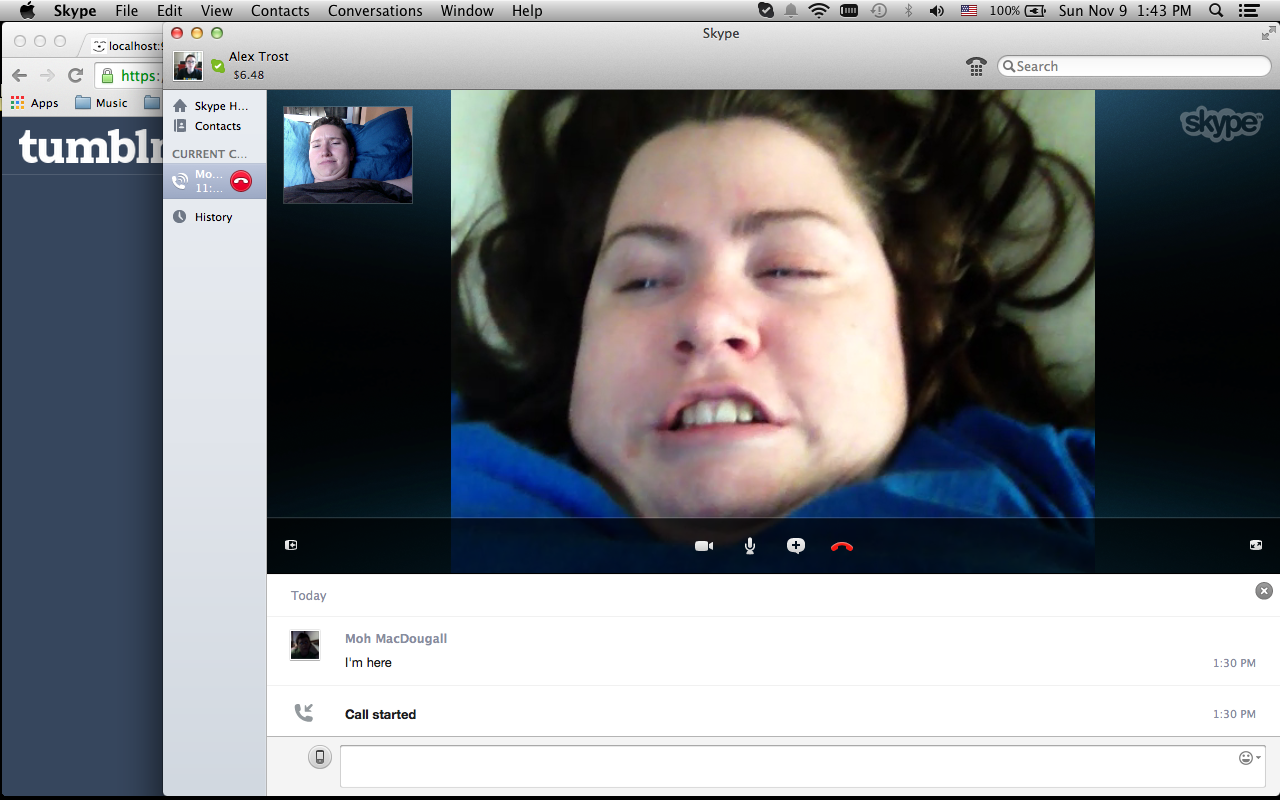 Skype File Edit View Contacts Conversations Window Help 100% Sun Nov 9 1:43 PM
Skype
localhost:
Alex Trost
$6.48
Search
https:
Apps Music
tumblr
Skype H...
Contacts
CURRENT C...
Mo...
11:...
History
skype
Today
Moh MacDougall
I'm here 1:30 PM
Call started 1:30 PM